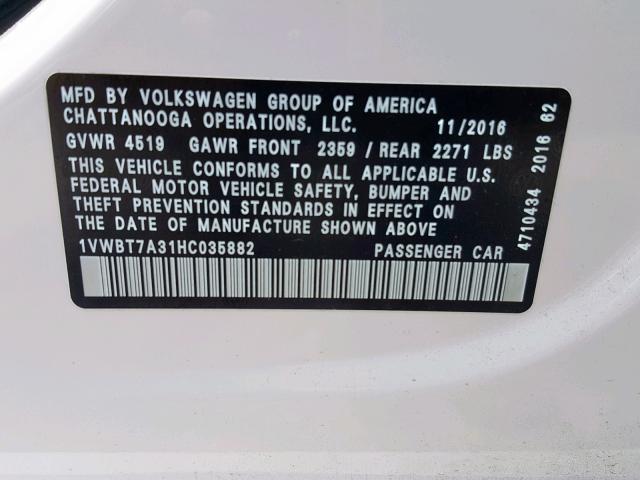 MFD BY VOLKSWAGEN GROUP OF AMERICA
CHATTANOOGA OPERATIONS, LLC. 11/2016
GVWR 4519 GAWR FRONT 2359 / REAR 2271 LBS
THIS VEHICLE CONFORMS TO ALL APPLICABLE U.S.
FEDERAL MOTOR VEHICLE SAFETY, BUMPER AND
THEFT PREVENTION STANDARDS IN EFFECT ON
THE DATE OF MANUFACTURE SHOWN ABOVE
1VWBT7A31HC035882 PASSENGER CAR
4710434 2016 62